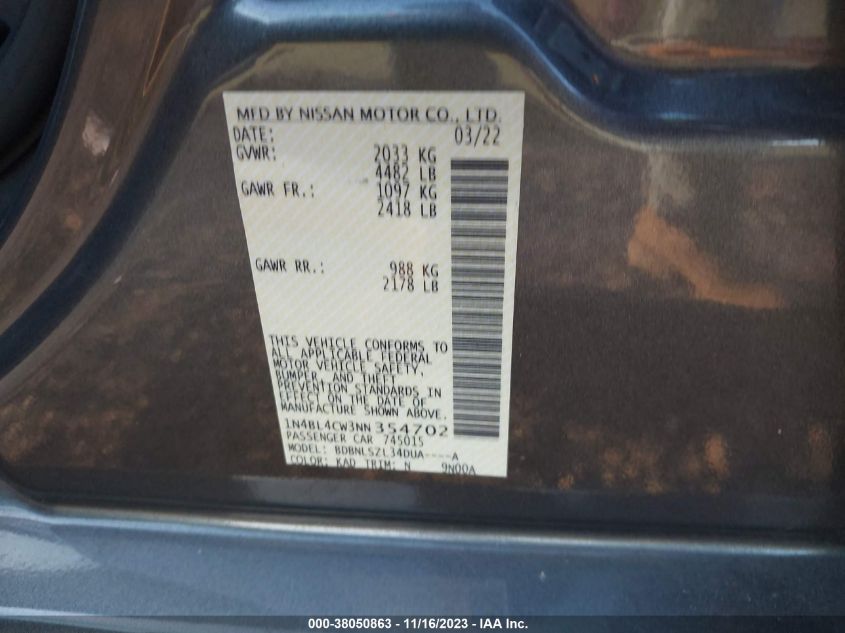 MFD BY NISSAN MOTOR CO., LTD.
DATE: 03/22
GVWR: 2033 KG
4482 LB
GAWR FR.: 1097 KG
2418 LB
GAWR RR.: 988 KG
2178 LB
THIS VEHICLE CONFORMS TO
ALL APPLICABLE FEDERAL
MOTOR VEHICLE SAFETY,
BUMPER, AND THEFT
PREVENTION STANDARDS IN
EFFECT ON THE DATE OF
MANUFACTURE SHOWN ABOVE.
1N4BL4CW3NN354702
PASSENGER CAR 745015
MODEL: BDBNLSZL34DUA----A
COLOR: KAD TRIM: N 9N00A
000-38050863 - 11/16/2023 - IAA Inc.